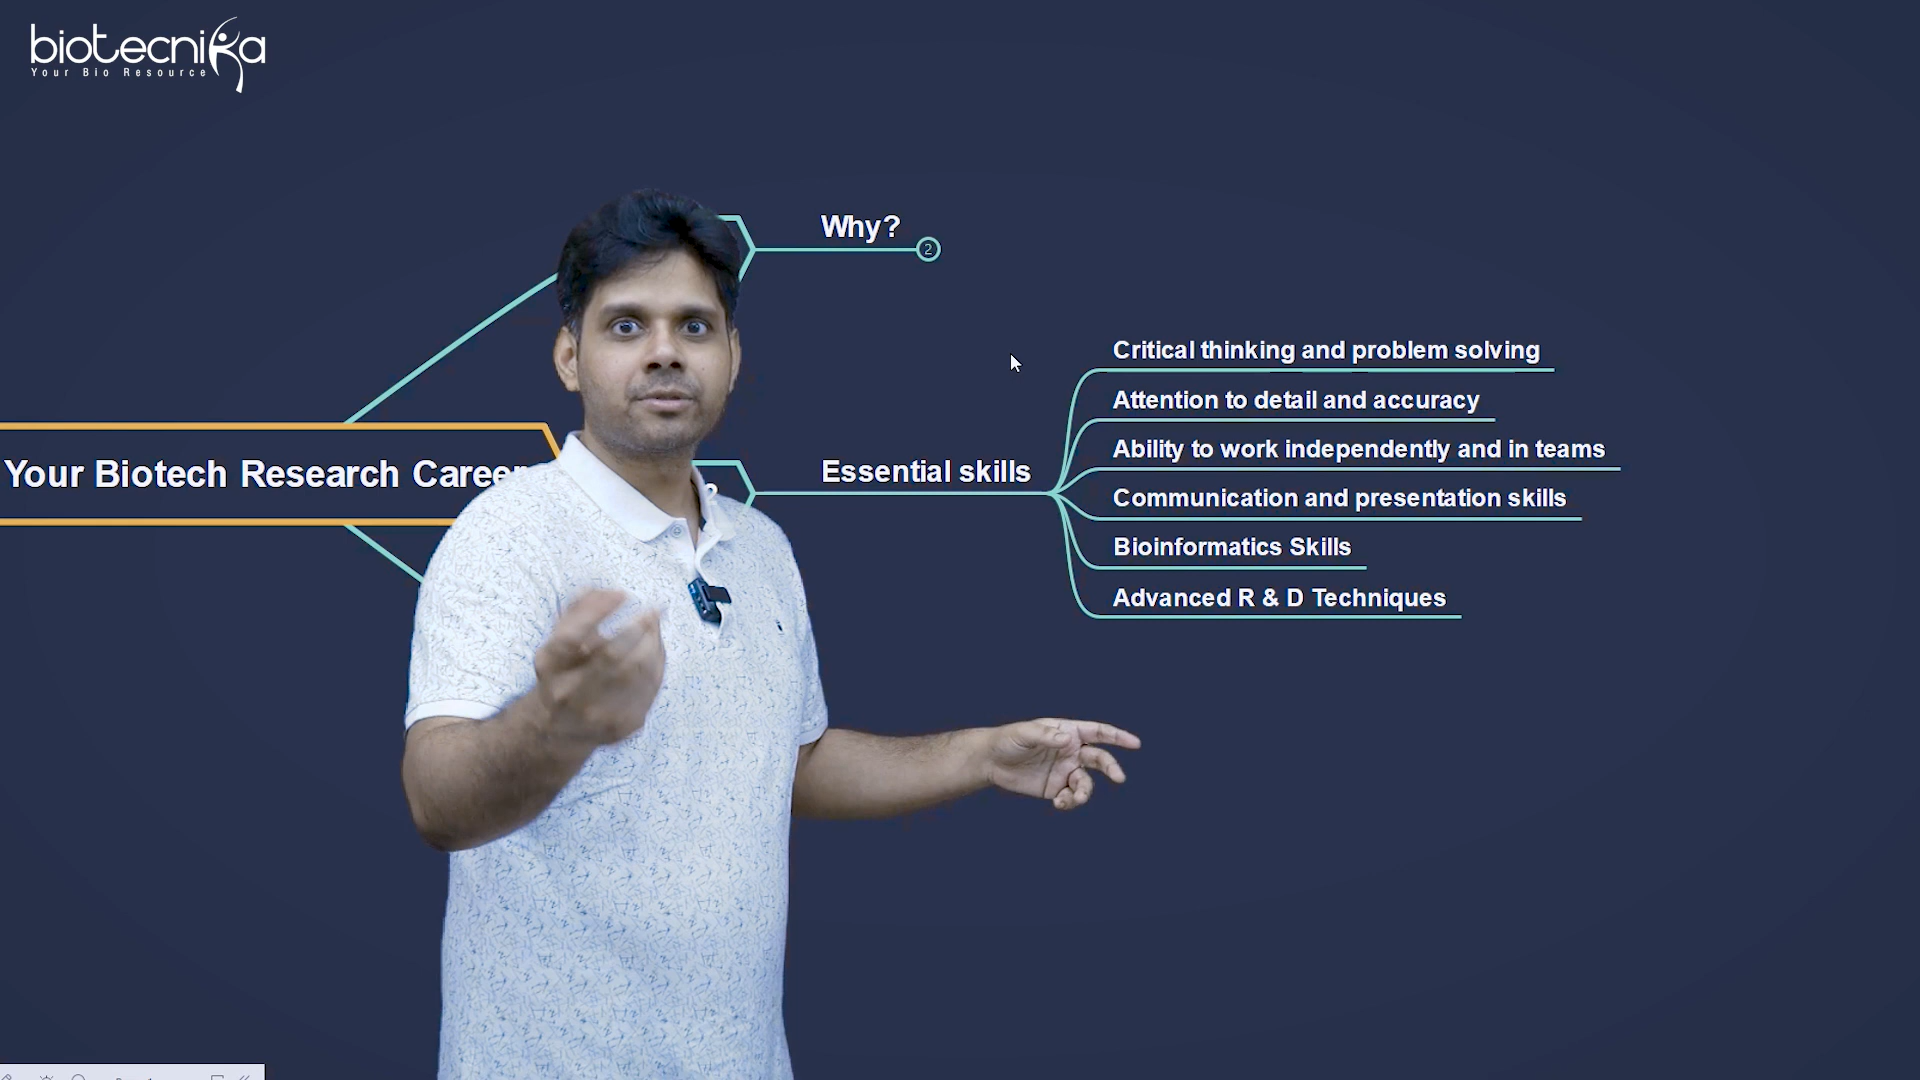 biotecnika
Your Bio Resource
Why?
2
Critical thinking and problem solving
Attention to detail and accuracy
Ability to work independently and in teams
Your Biotech Research Career
Essential skills
Communication and presentation skills
Bioinformatics Skills
Advanced R & D Techniques